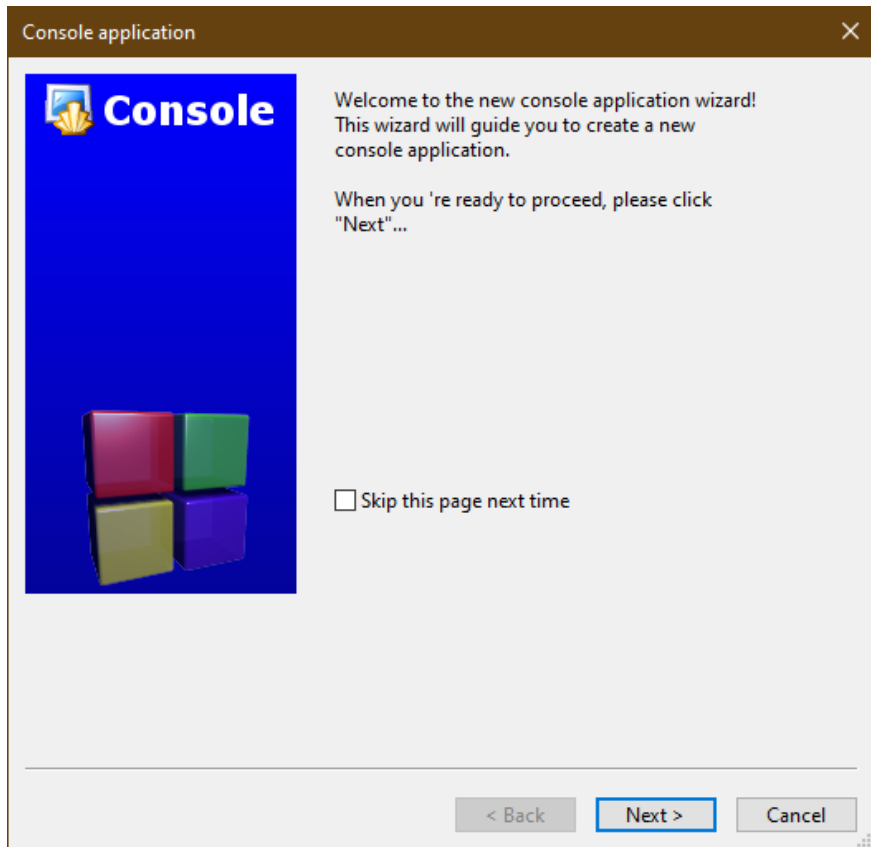 Console application
Console
Welcome to the new console application wizard!
This wizard will guide you to create a new
console application.
When you 're ready to proceed, please click
"Next"...
Skip this page next time
< Back
Next >
Cancel